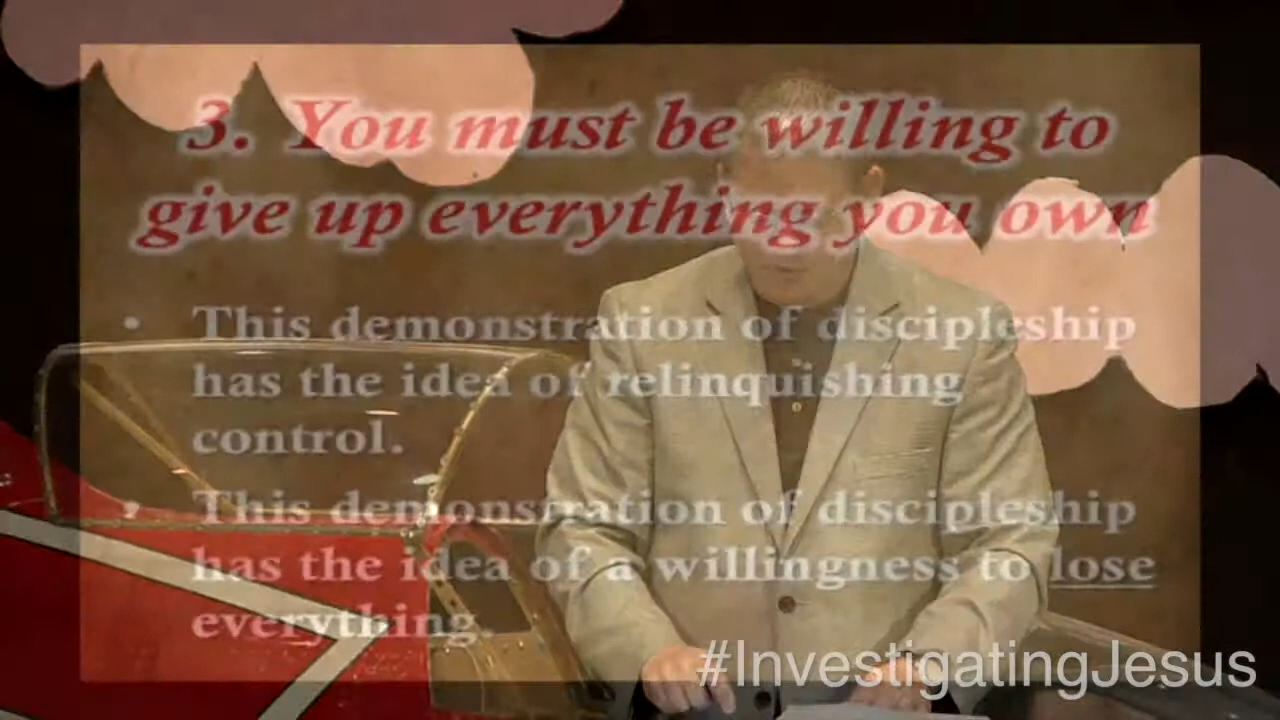 3. You must be willing to
give up everything you own
• This demonstration of discipleship
has the idea of relinquishing
control.
• This demonstration of discipleship
has the idea of a willingness to lose
everything.
#InvestigatingJesus